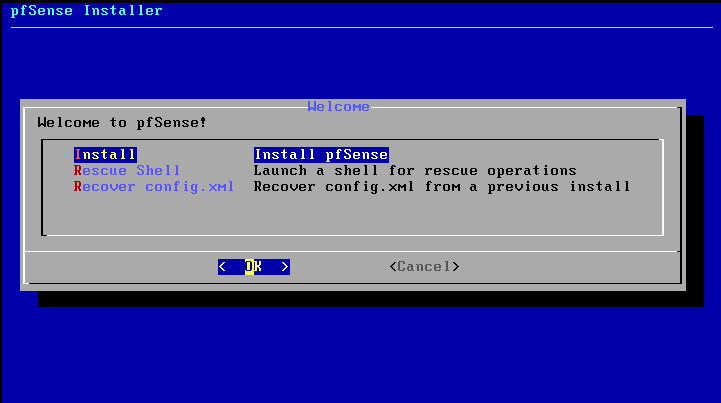 pfSense Installer
Welcome
Welcome to pfSense!
Install Install pfSense
Rescue Shell Launch a shell for rescue operations
Recover config.xml Recover config.xml from a previous install
< OK > <Cancel>